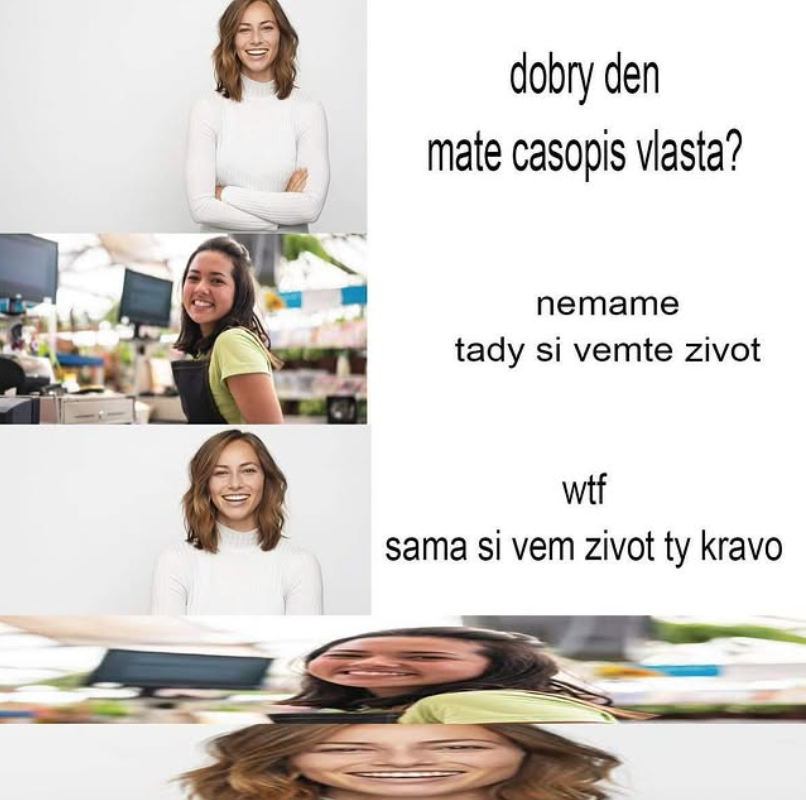 dobry den
mate casopis vlasta?
nemame
tady si vemte zivot
wtf
sama si vem zivot ty kravo